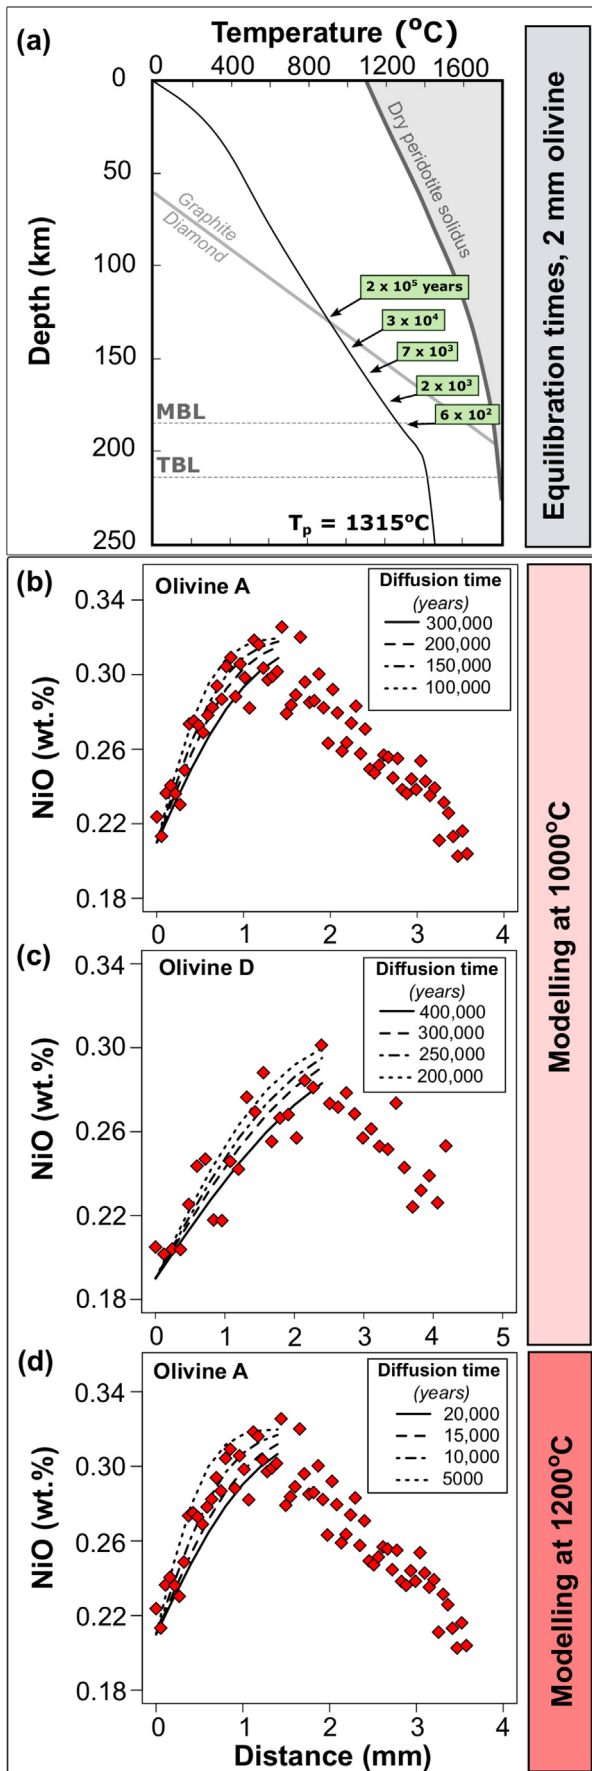 (a)
Temperature (°C)
0 400 800 1200 1600
0
50
100
150
200
250
Depth (km)
Graphite
Diamond
Dry peridotite solidus
2 x 10⁵ years
3 x 10⁴
7 x 10³
2 x 10³
6 x 10²
MBL
TBL
Tₚ = 1315°C
Equilibration times, 2 mm olivine
(b)
Olivine A
Diffusion time
(years)
300,000
200,000
150,000
100,000
0.34
0.30
0.26
0.22
0.18
NiO (wt.%)
0 1 2 3 4
(c)
Olivine D
Diffusion time
(years)
400,000
300,000
250,000
200,000
0.34
0.30
0.26
0.22
0.18
NiO (wt.%)
0 1 2 3 4 5
Modelling at 1000°C
(d)
Olivine A
Diffusion time
(years)
20,000
15,000
10,000
5000
0.34
0.30
0.26
0.22
0.18
NiO (wt.%)
0 1 2 3 4
Distance (mm)
Modelling at 1200°C